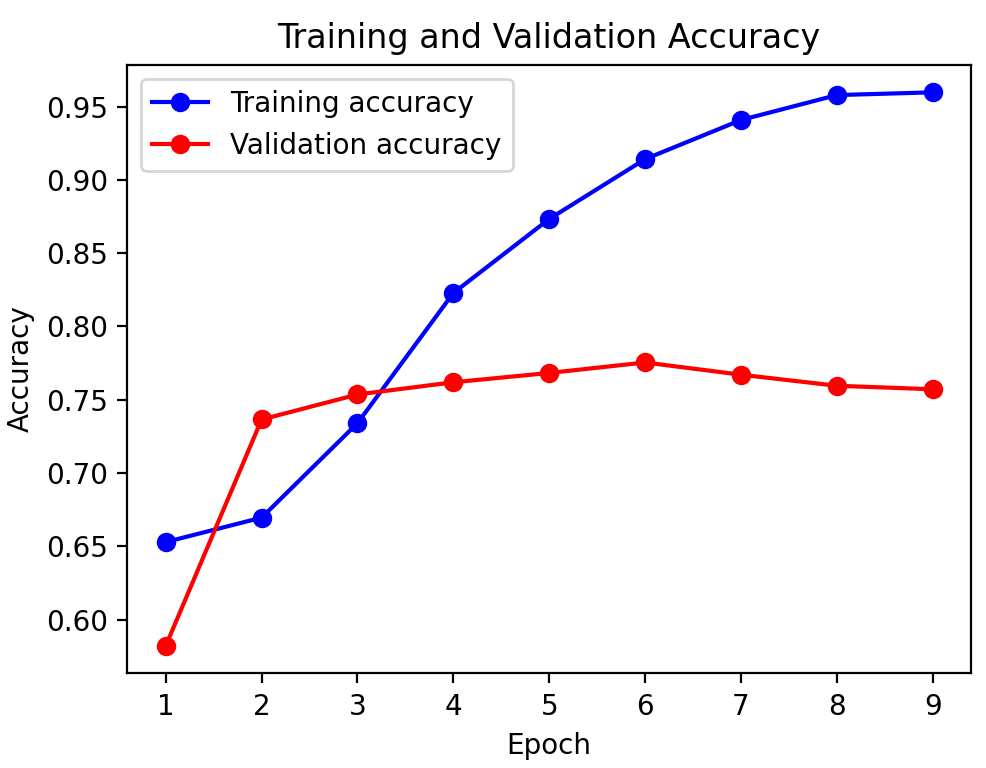 Training and Validation Accuracy
Training accuracy
Validation accuracy
Accuracy
0.95
0.90
0.85
0.80
0.75
0.70
0.65
0.60
1 2 3 4 5 6 7 8 9
Epoch